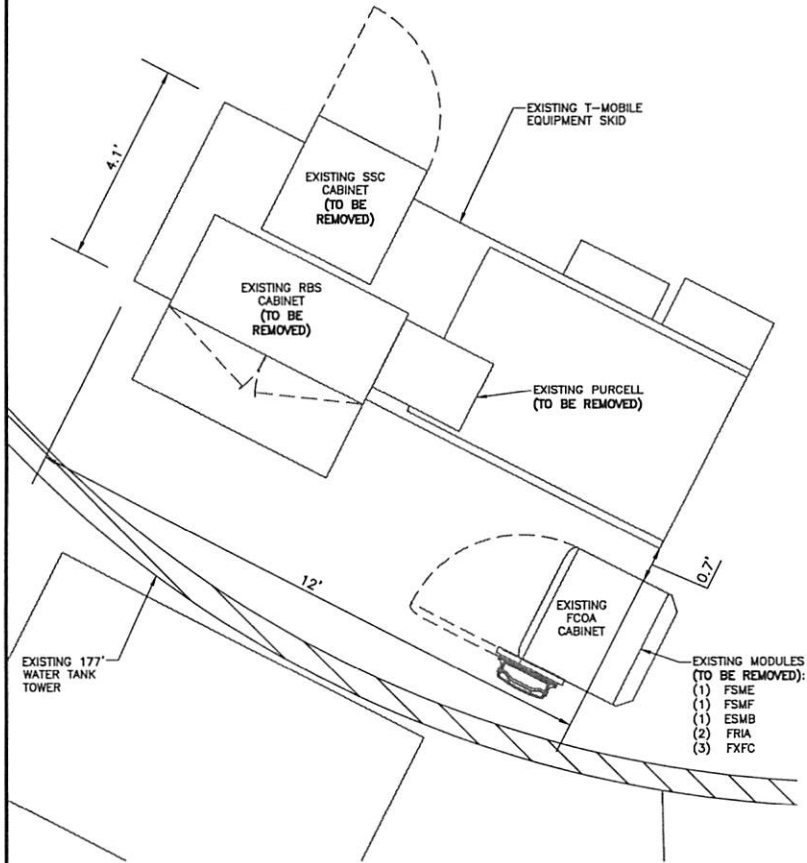 4.1'
EXISTING T-MOBILE
EQUIPMENT SKID
EXISTING SSC
CABINET
(TO BE
REMOVED)
EXISTING RBS
CABINET
(TO BE
REMOVED)
EXISTING PURCELL
(TO BE REMOVED)
12'
0.7'
EXISTING
FCOA
CABINET
EXISTING 177'
WATER TANK
TOWER
EXISTING MODULES
(TO BE REMOVED):
(1) FSME
(1) FSMF
(1) ESMB
(2) FRIA
(3) FXFC